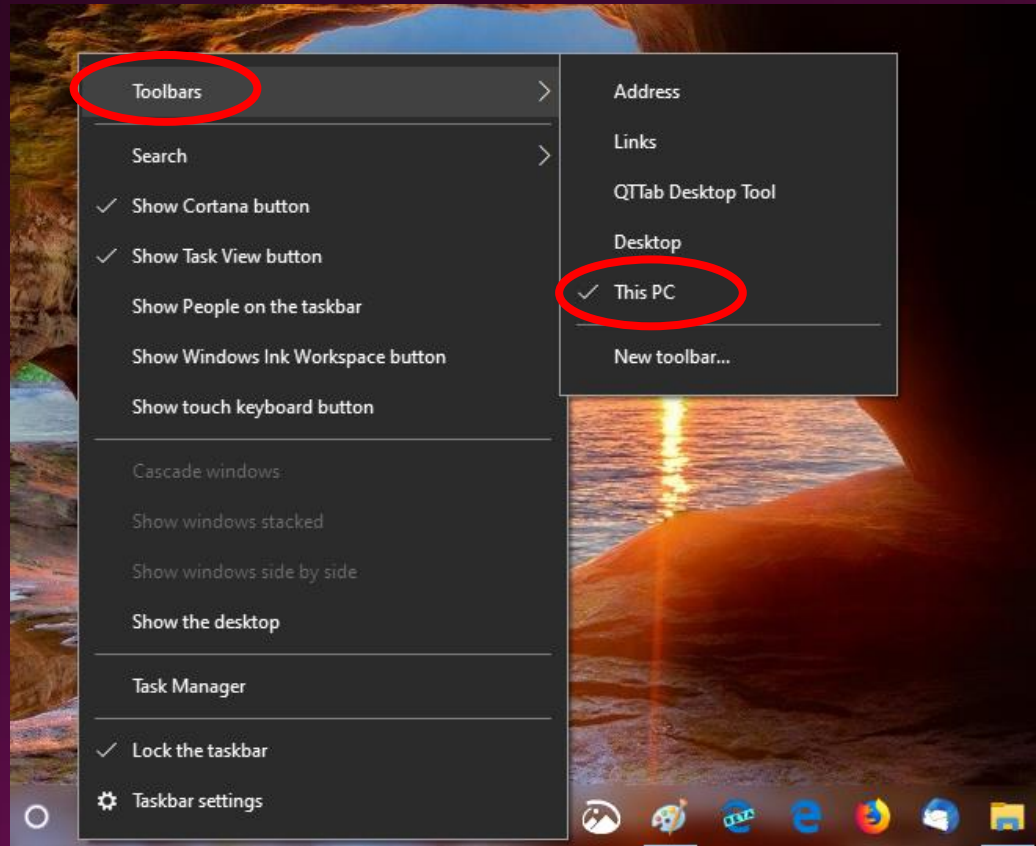 Toolbars
Search
Show Cortana button
Show Task View button
Show People on the taskbar
Show Windows Ink Workspace button
Show touch keyboard button
Cascade windows
Show windows stacked
Show windows side by side
Show the desktop
Task Manager
Lock the taskbar
Taskbar settings
Address
Links
QTTab Desktop Tool
Desktop
This PC
New toolbar...